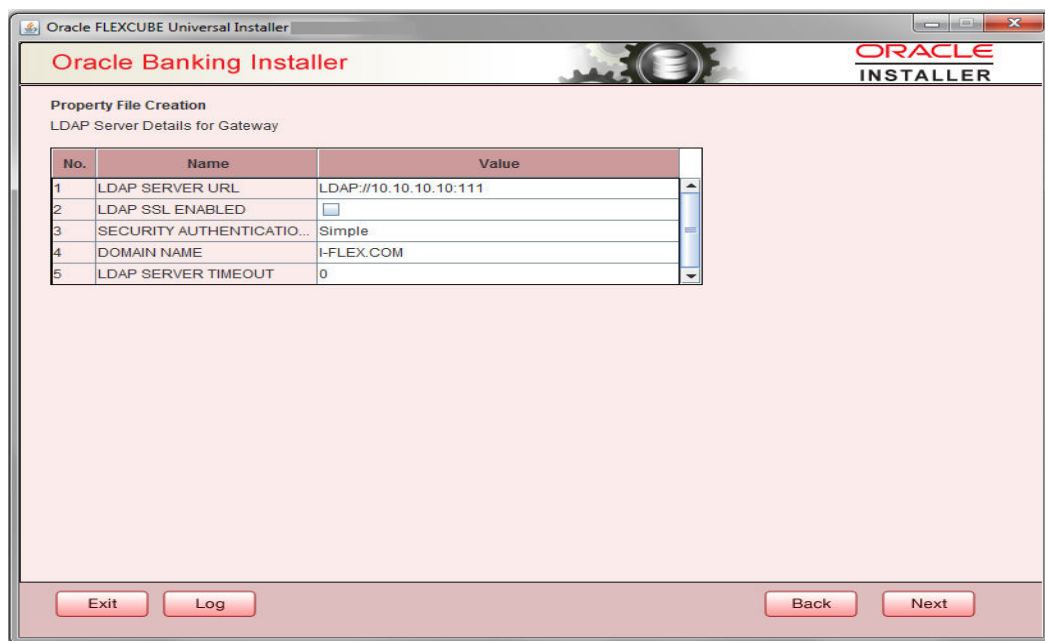 Oracle FLEXCUBE Universal Installer
Oracle Banking Installer
ORACLE
INSTALLER
Property File Creation
LDAP Server Details for Gateway
No. Name Value
1 LDAP SERVER URL LDAP://10.10.10.10:111
2 LDAP SSL ENABLED
3 SECURITY AUTHENTICATIO... Simple
4 DOMAIN NAME I-FLEX.COM
5 LDAP SERVER TIMEOUT 0
Exit Log Back Next